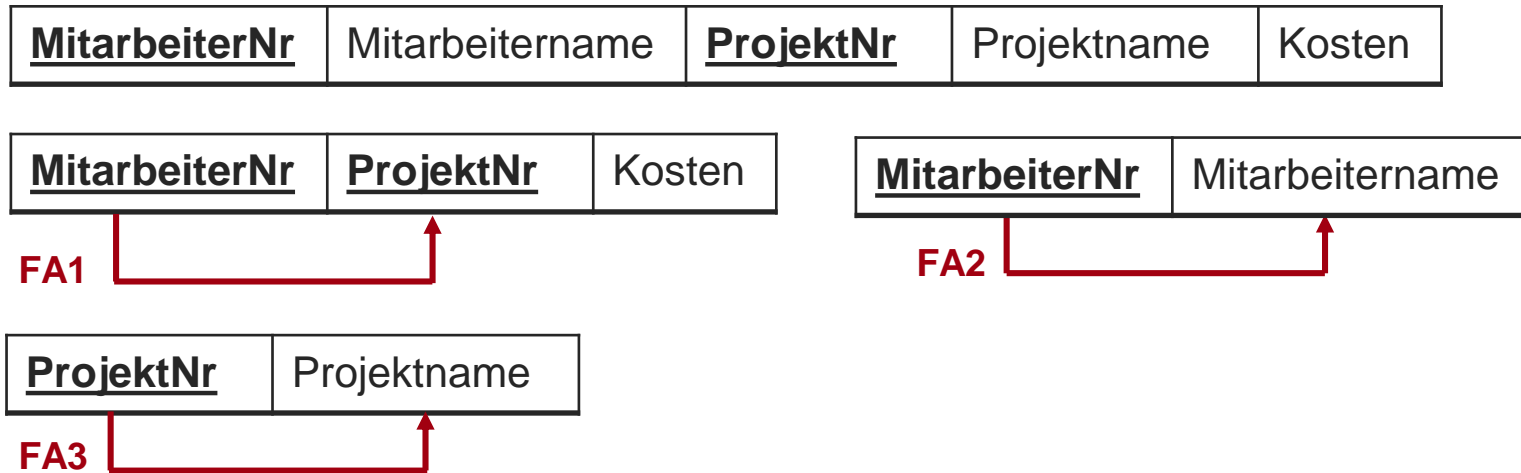 MitarbeiterNr Mitarbeitername ProjektNr Projektname Kosten
MitarbeiterNr ProjektNr Kosten
FA1
MitarbeiterNr Mitarbeitername
FA2
ProjektNr Projektname
FA3